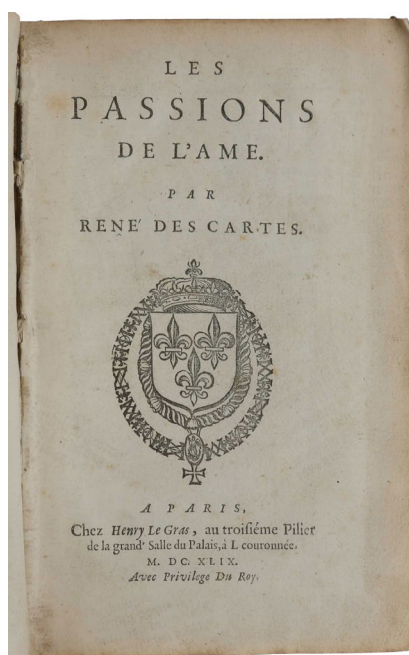 LES
PASSIONS
DE L'AME.
PAR
RENÉ DES CARTES.
A PARIS,
Chez Henry Le Gras, au troisiéme Pilier
de la grand' Salle du Palais, à L couronnée.
M. DC. XLIX.
Avec Privilege Du Roy.